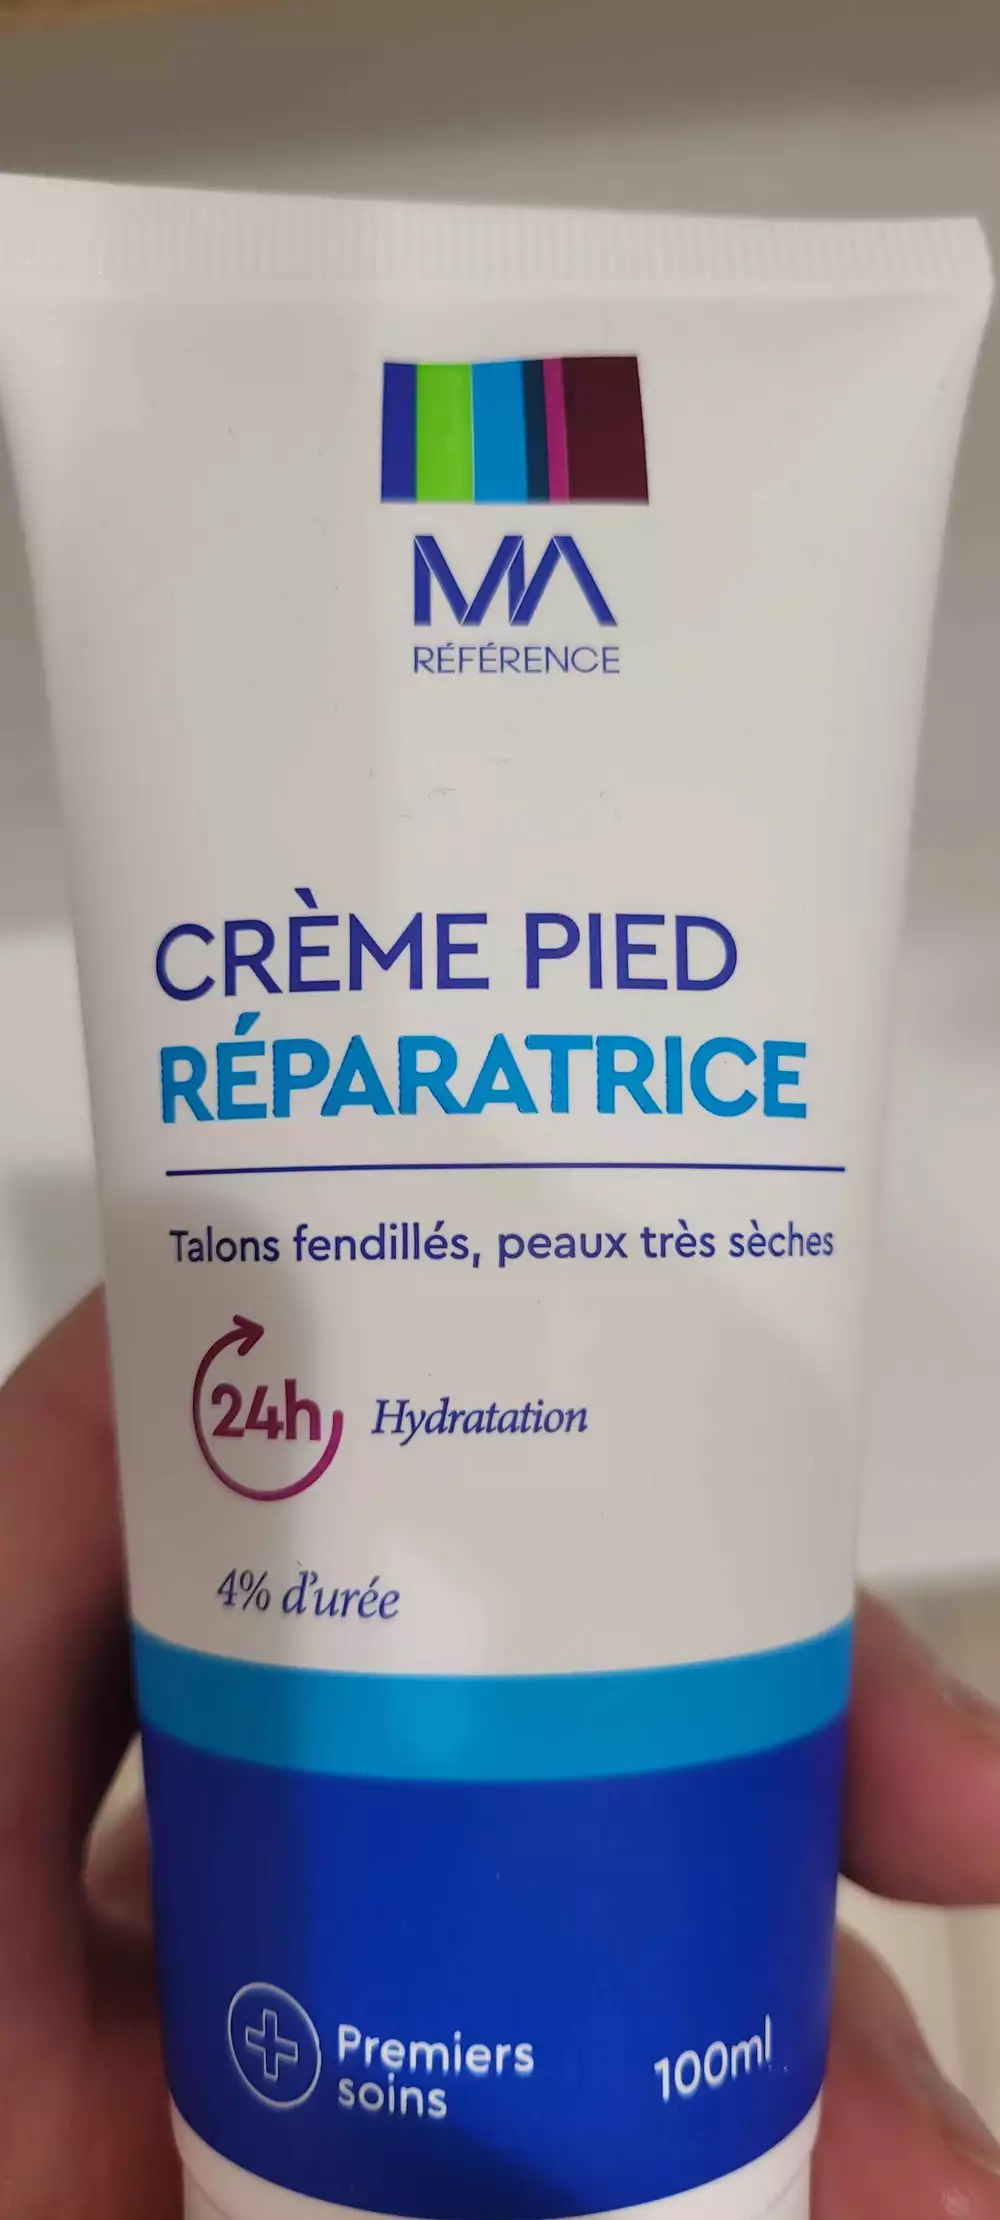 MA
RÉFÉRENCE
CRÈME PIED
RÉPARATRICE
Talons fendillés, peaux très sèches
24h Hydratation
4% d'urée
Premiers
soins
100ml